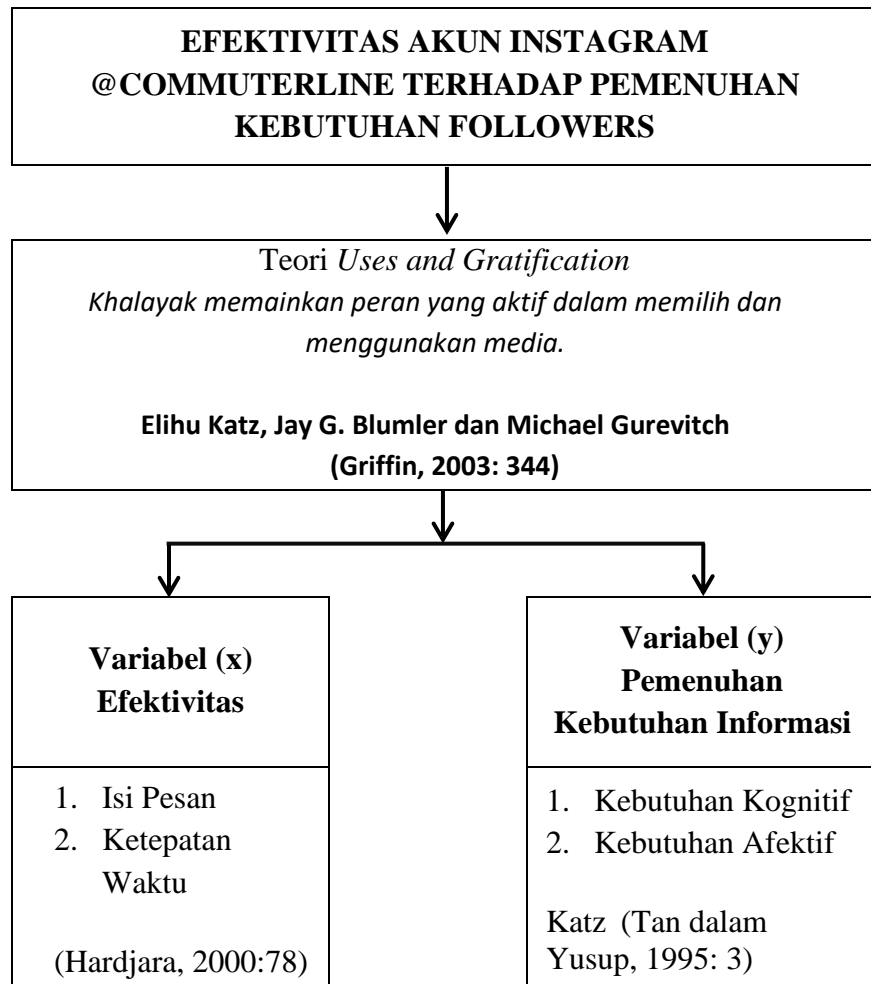 EFEKTIVITAS AKUN INSTAGRAM
@COMMUTERLINE TERHADAP PEMENUHAN
KEBUTUHAN FOLLOWERS
Teori Uses and Gratification
Khalayak memainkan peran yang aktif dalam memilih dan
menggunakan media.
Elihu Katz, Jay G. Blumler dan Michael Gurevitch
(Griffin, 2003: 344)
Variabel (x)
Efektivitas
1. Isi Pesan
2. Ketepatan
Waktu
(Hardjara, 2000:78)
Variabel (y)
Pemenuhan
Kebutuhan Informasi
1. Kebutuhan Kognitif
2. Kebutuhan Afektif
Katz (Tan dalam
Yusup, 1995: 3)